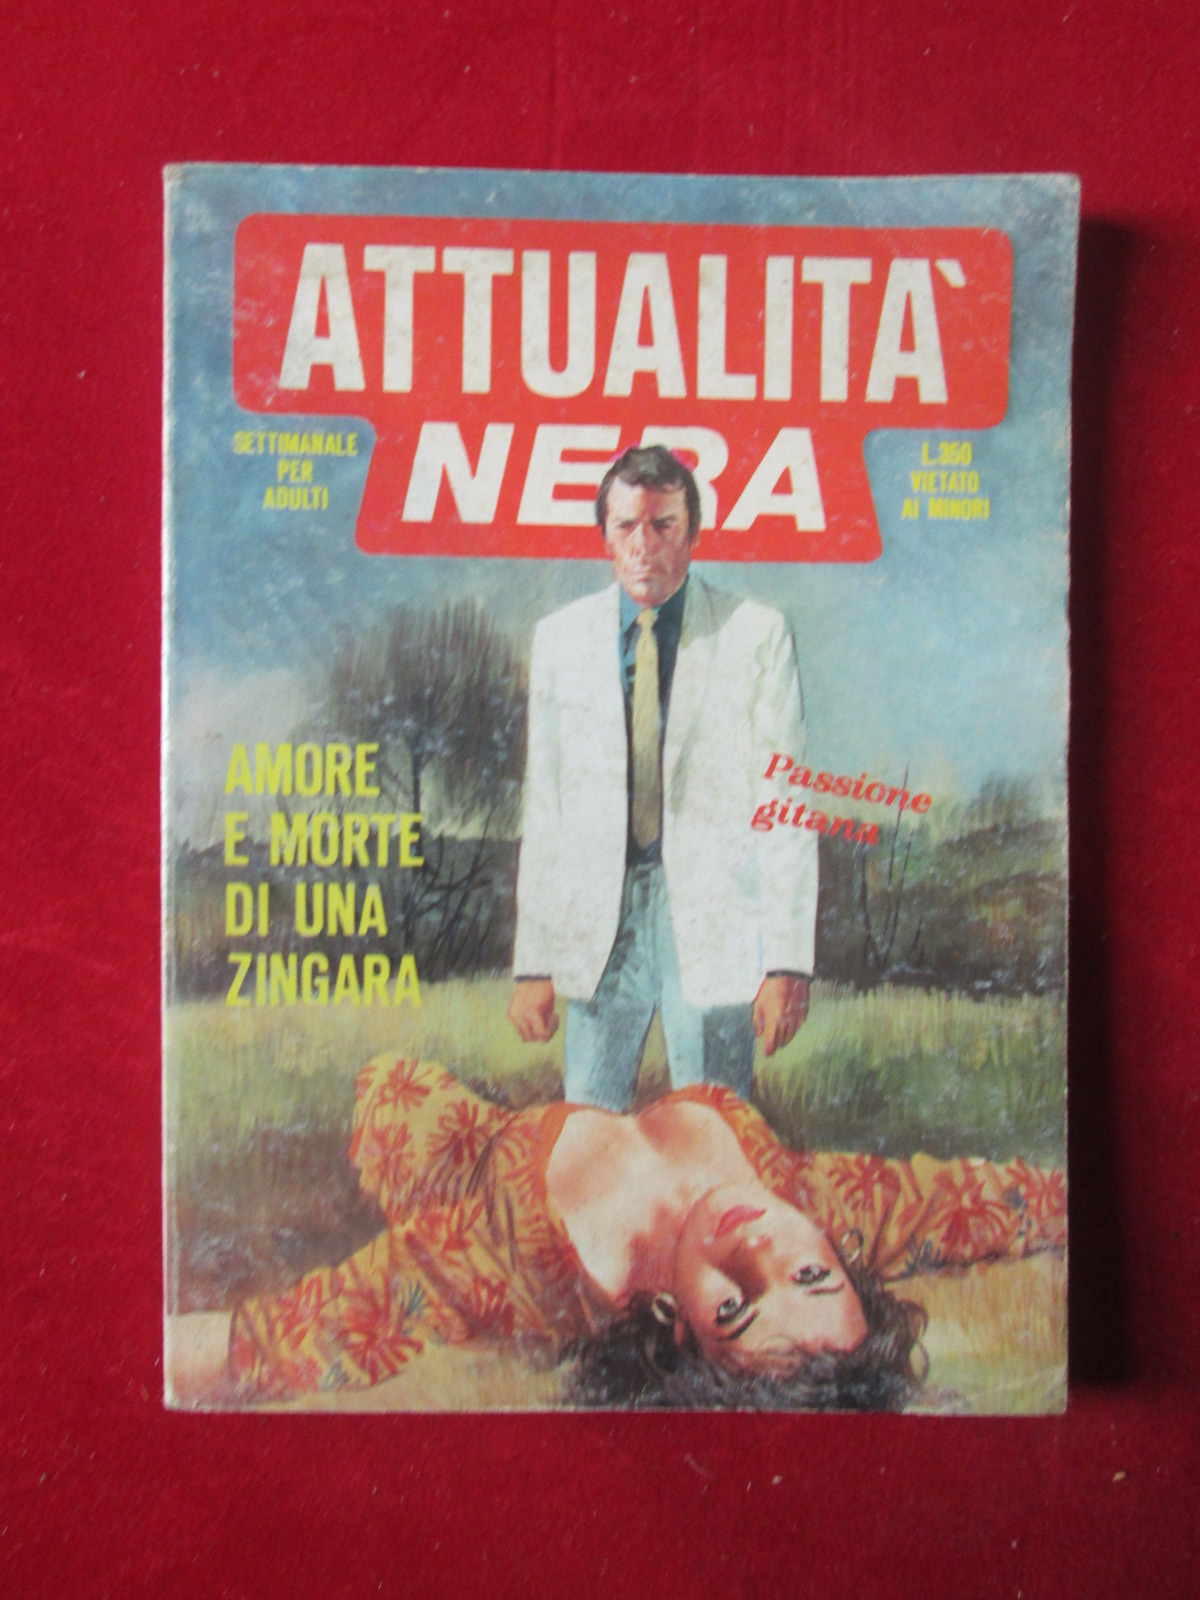 ATTUALITÀ
NERA
SETTIMANALE
PER
ADULTI
L.350
VIETATO
AI MINORI
AMORE
E MORTE
DI UNA
ZINGARA
Passione
gitana